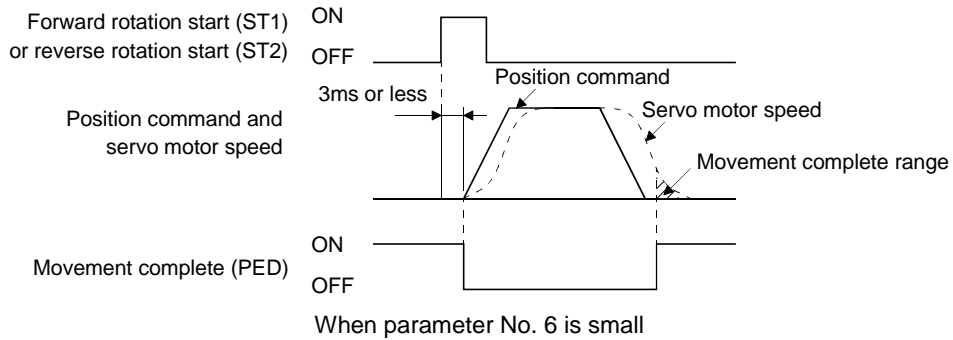 Forward rotation start (ST1)
or reverse rotation start (ST2)
ON
OFF
3ms or less
Position command
Servo motor speed
Position command and
servo motor speed
Movement complete range
Movement complete (PED)
ON
OFF
When parameter No. 6 is small